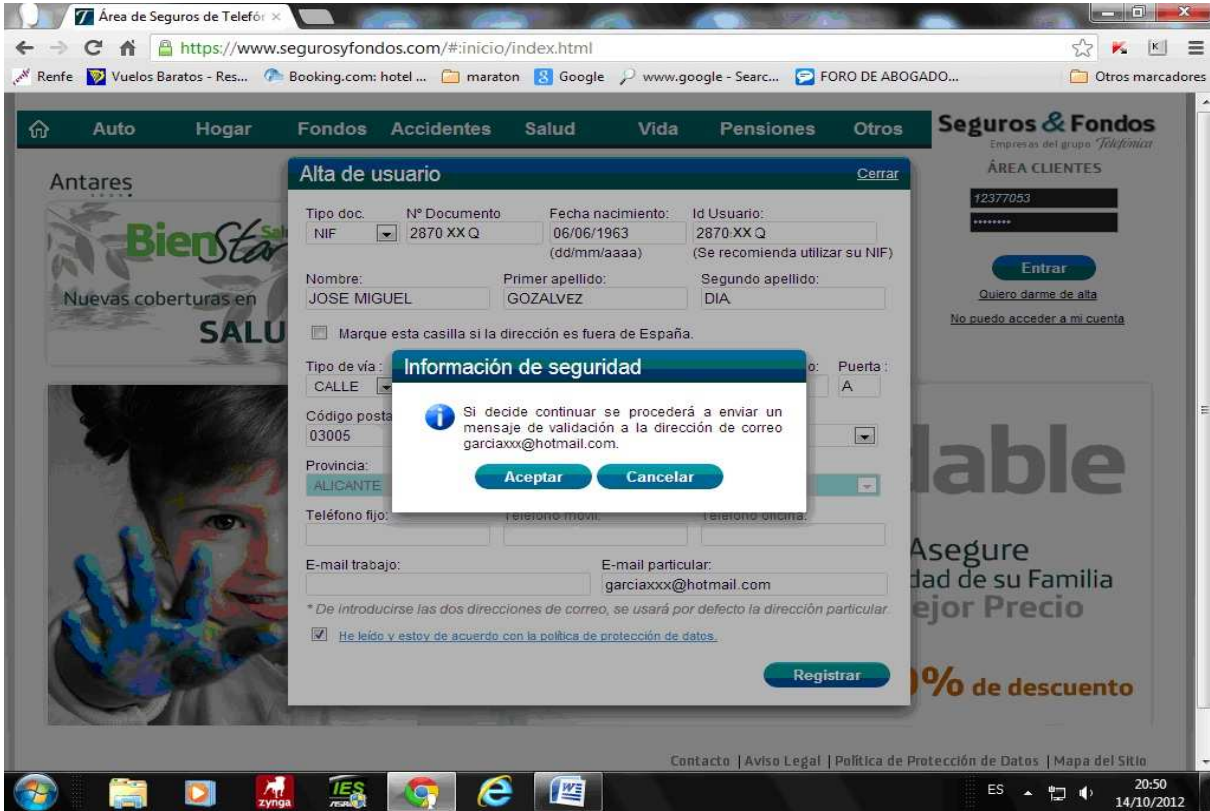 Área de Seguros de Telefór
https://www.segurosyfondos.com/#:inicio/index.html
Renfe Vuelos Baratos - Res... Booking.com: hotel ... maraton Google www.google - Searc... FORO DE ABOGADO... Otros marcadores
Auto Hogar Fondos Accidentes Salud Vida Pensiones Otros
Seguros & Fondos
Empresas del grupo Telefónica
ÁREA CLIENTES
12377053
********
Entrar
Quiero darme de alta
No puedo acceder a mi cuenta
Antares
BienStar
Nuevas coberturas en
SALU
Alta de usuario Cerrar
Tipo doc. Nº Documento Fecha nacimiento: Id Usuario:
NIF 2870 XX Q 06/06/1963 2870 XX Q
(dd/mm/aaaa) (Se recomienda utilizar su NIF)
Nombre: Primer apellido: Segundo apellido:
JOSE MIGUEL GOZALVEZ DIA
Marque esta casilla si la dirección es fuera de España.
Tipo de vía : o: Puerta :
CALLE A
Código posta
03005
Provincia:
ALICANTE
Información de seguridad
Si decide continuar se procederá a enviar un
mensaje de validación a la dirección de correo
garciaxxx@hotmail.com.
Aceptar Cancelar
Teléfono fijo: Teléfono móvil: Teléfono oficina:
E-mail trabajo: E-mail particular:
garciaxxx@hotmail.com
* De introducirse las dos direcciones de correo, se usará por defecto la dirección particular.
He leído y estoy de acuerdo con la política de protección de datos.
Registrar
dable
Asegure
dad de su Familia
ejor Precio
0% de descuento
Contacto | Aviso Legal | Política de Protección de Datos | Mapa del Sitio
zynga
IES
ES
20:50
14/10/2012